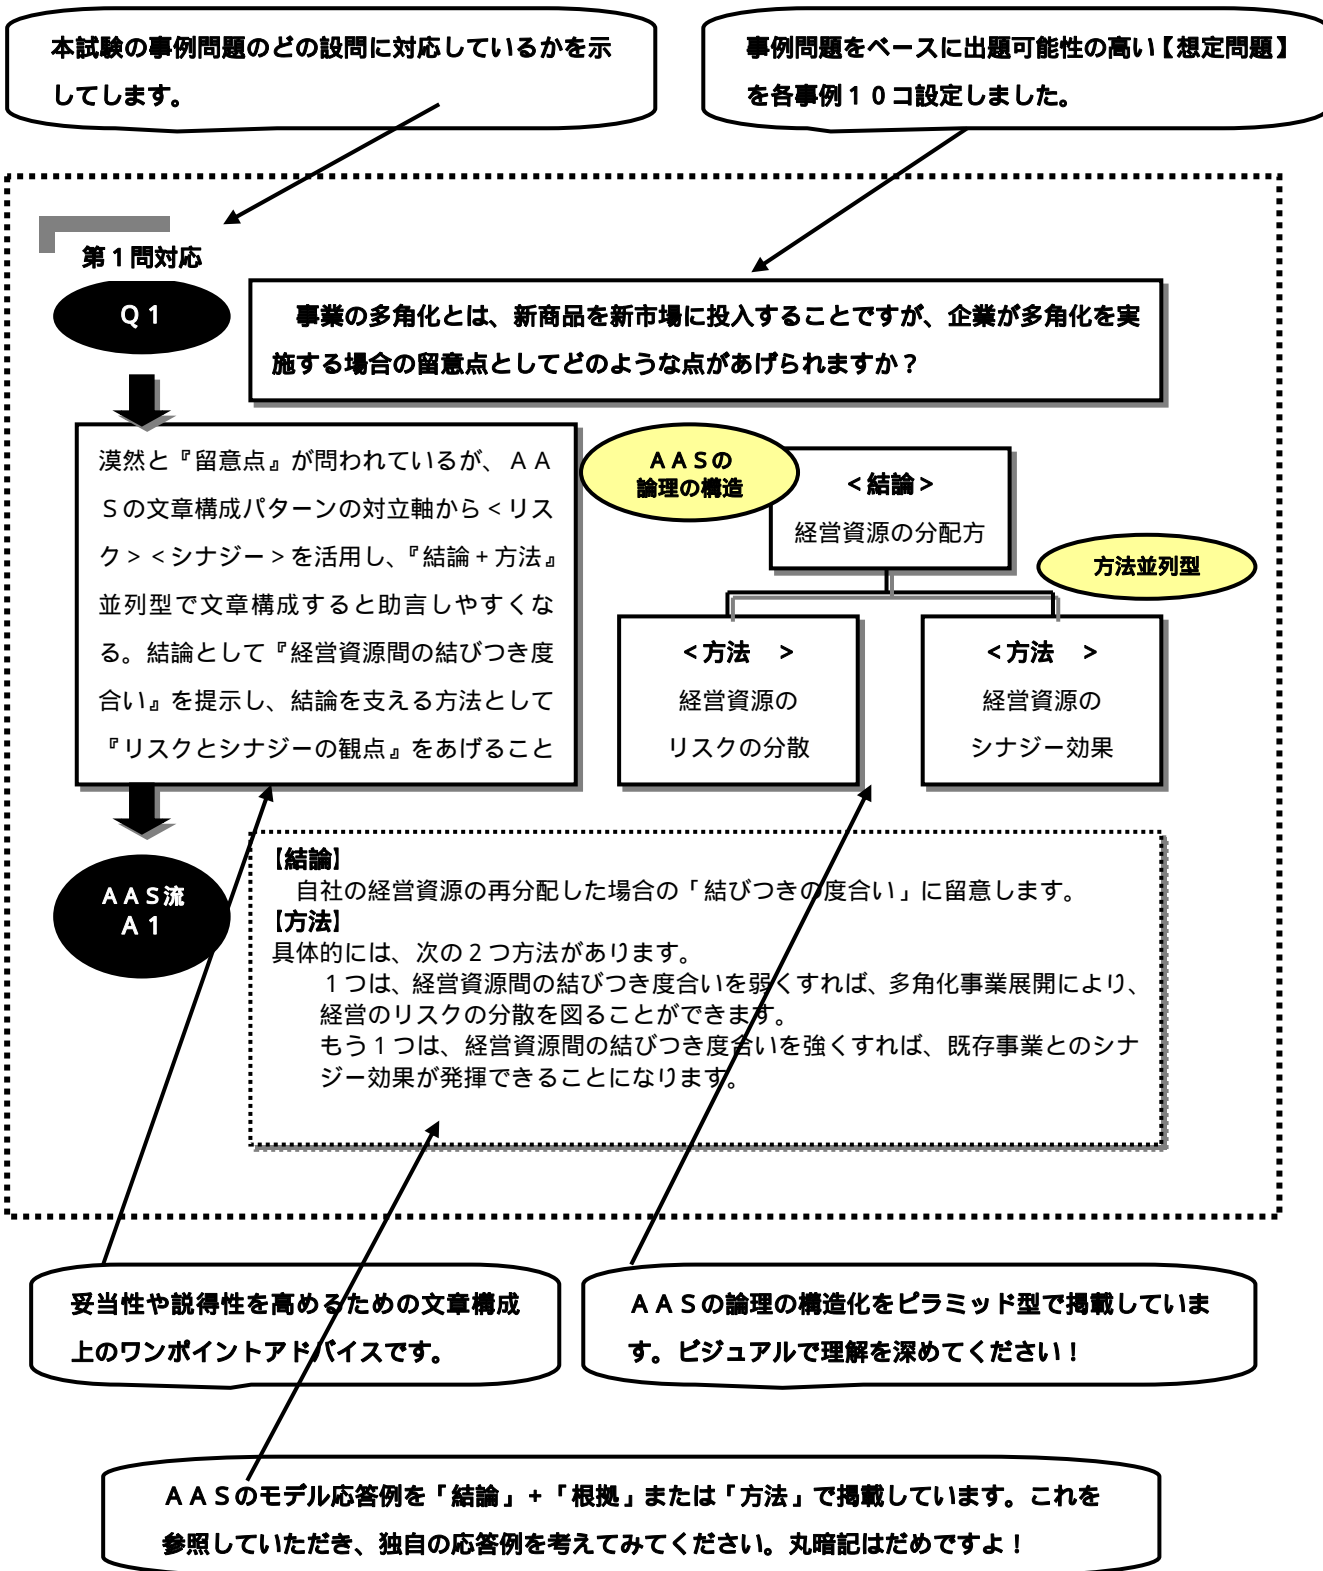 本試験の事例問題のどの設問に対応しているかを示
してします。
事例問題をベースに出題可能性の高い【想定問題】
を各事例１０コ設定しました。
第１問対応
Ｑ１
事業の多角化とは、新商品を新市場に投入することですが、企業が多角化を実
施する場合の留意点としてどのような点があげられますか？
漠然と『留意点』が問われているが、ＡＡ
Ｓの文章構成パターンの対立軸から＜リス
ク＞＜シナジー＞を活用し、『結論＋方法』
並列型で文章構成すると助言しやすくな
る。結論として『経営資源間の結びつき度
合い』を提示し、結論を支える方法として
『リスクとシナジーの観点』をあげること
ＡＡＳの
論理の構造
＜結論＞
経営資源の分配方
方法並列型
＜方法　＞
経営資源の
リスクの分散
＜方法　＞
経営資源の
シナジー効果
ＡＡＳ流
Ａ１
【結論】
自社の経営資源の再分配した場合の「結びつきの度合い」に留意します。
【方法】
具体的には、次の２つ方法があります。
１つは、経営資源間の結びつき度合いを弱くすれば、多角化事業展開により、
経営のリスクの分散を図ることができます。
もう１つは、経営資源間の結びつき度合いを強くすれば、既存事業とのシナ
ジー効果が発揮できることになります。
妥当性や説得性を高めるための文章構成
上のワンポイントアドバイスです。
ＡＡＳの論理の構造化をピラミッド型で掲載していま
す。ビジュアルで理解を深めてください！
ＡＡＳのモデル応答例を「結論」＋「根拠」または「方法」で掲載しています。これを
参照していただき、独自の応答例を考えてみてください。丸暗記はだめですよ！